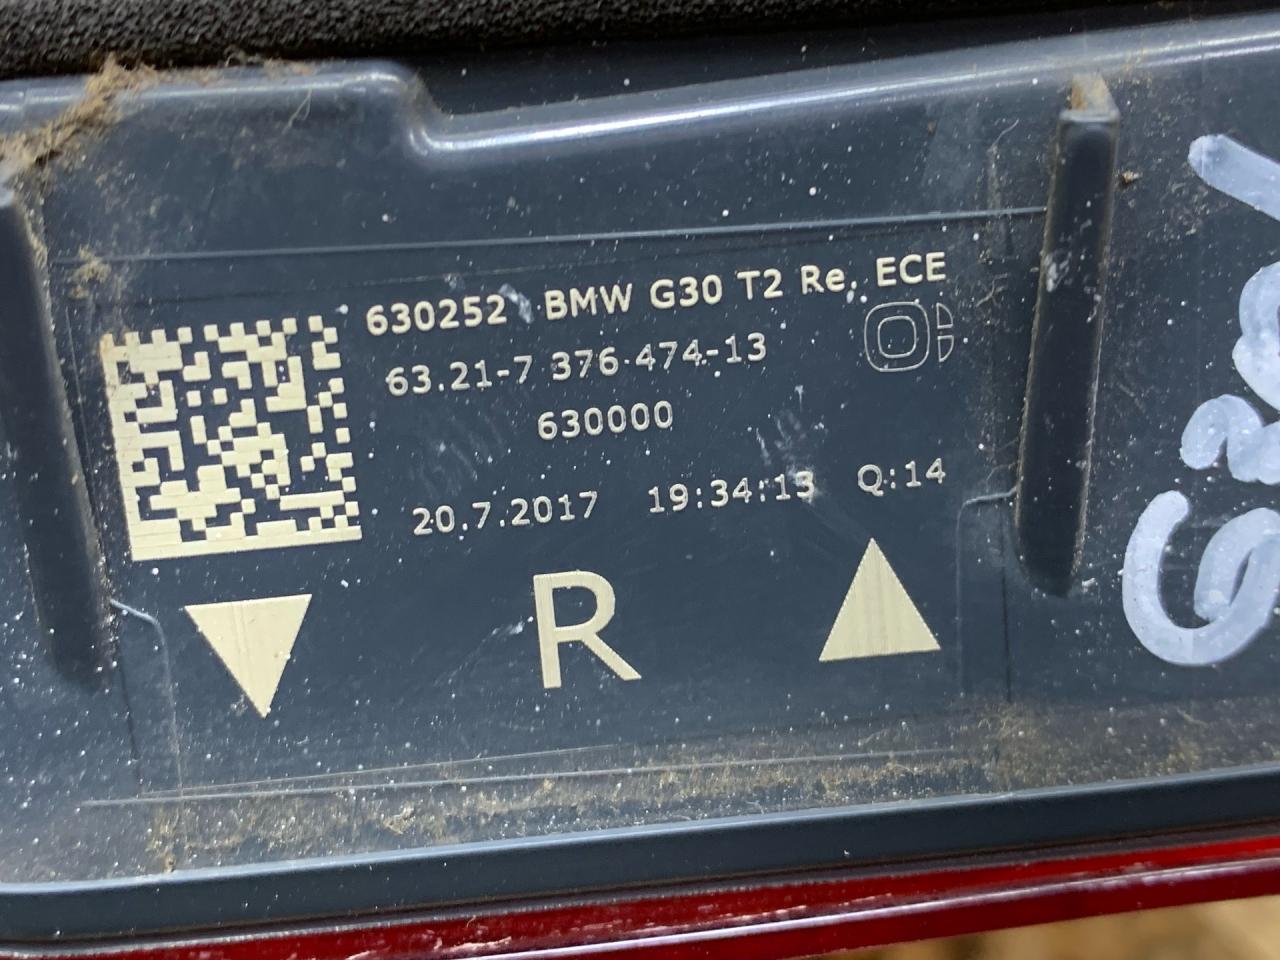 630252 BMW G30 T2 Re. ECE
63.21-7 376 474-13
630000
20.7.2017 19:34:13 Q:14
R
G30